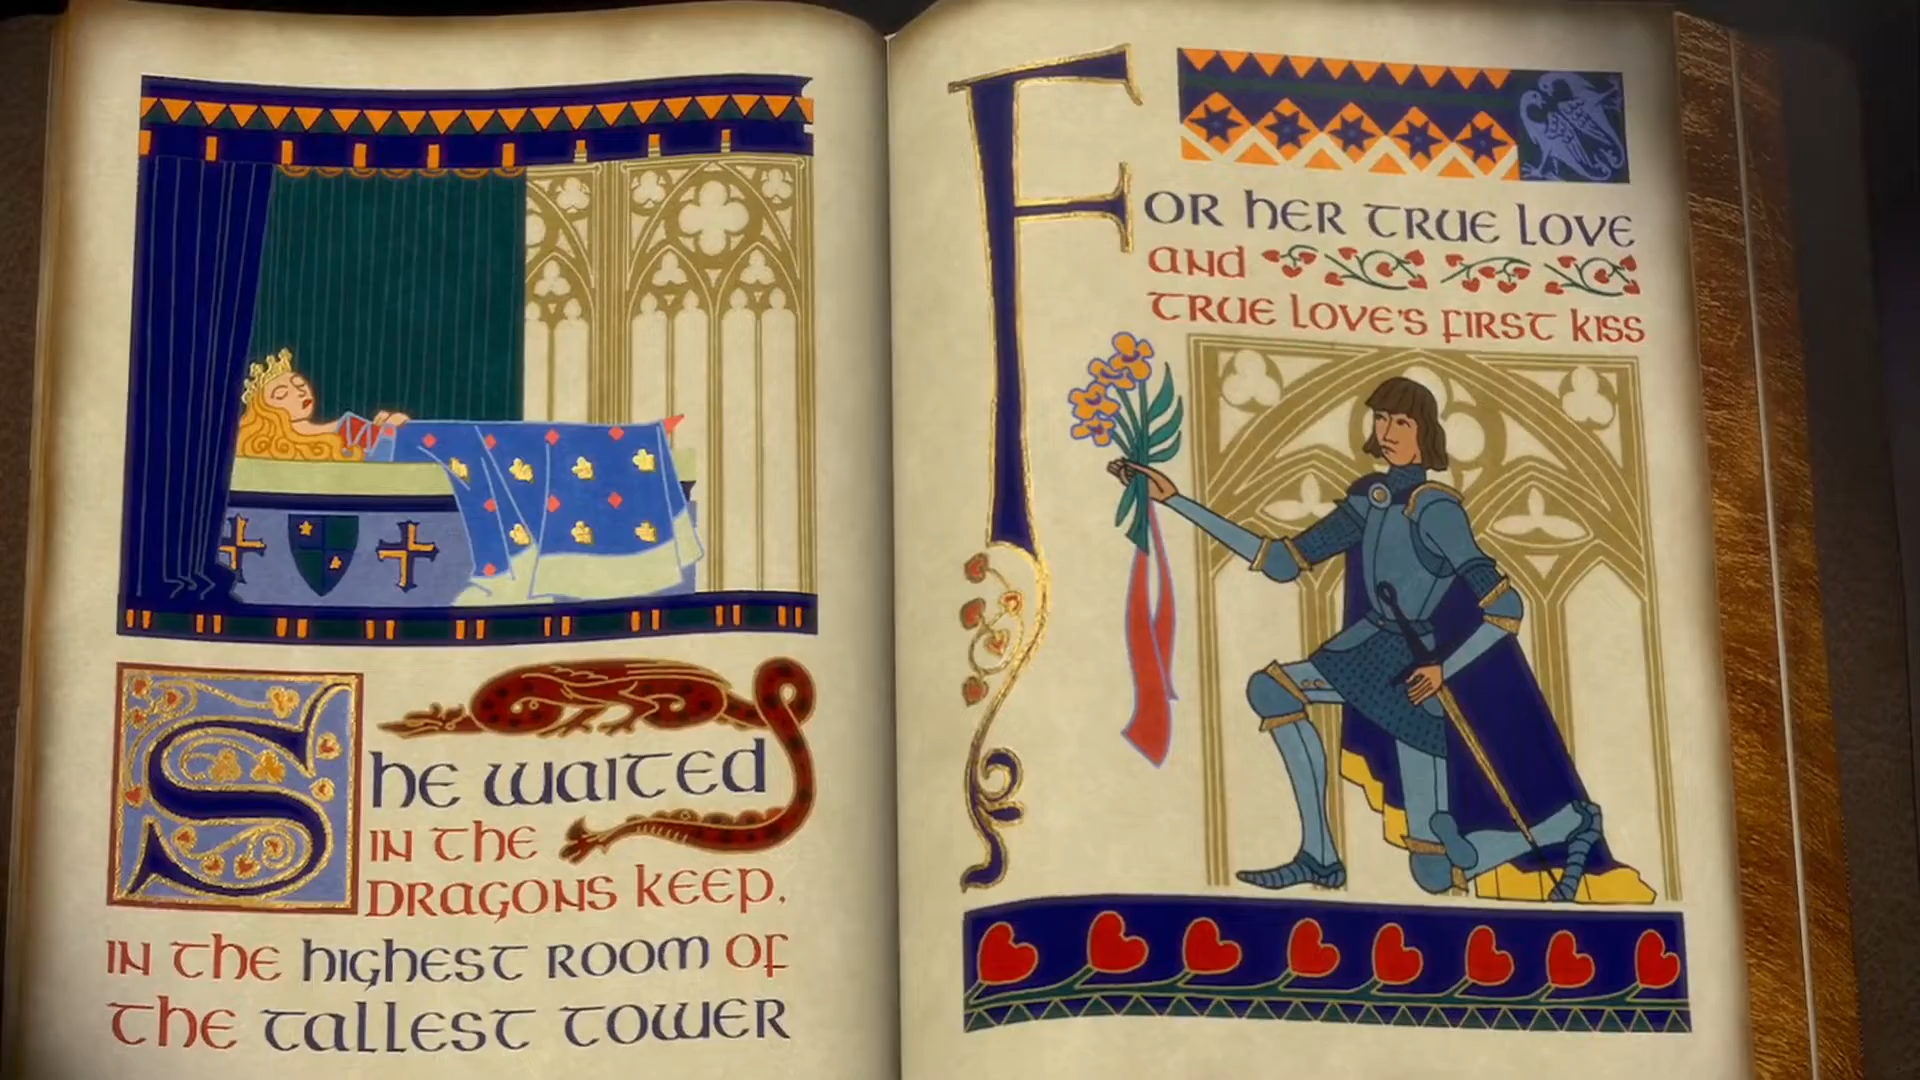 She waited
in the
dragons keep.
in the highest room of
the tallest tower
For her true love
and
true love's first kiss